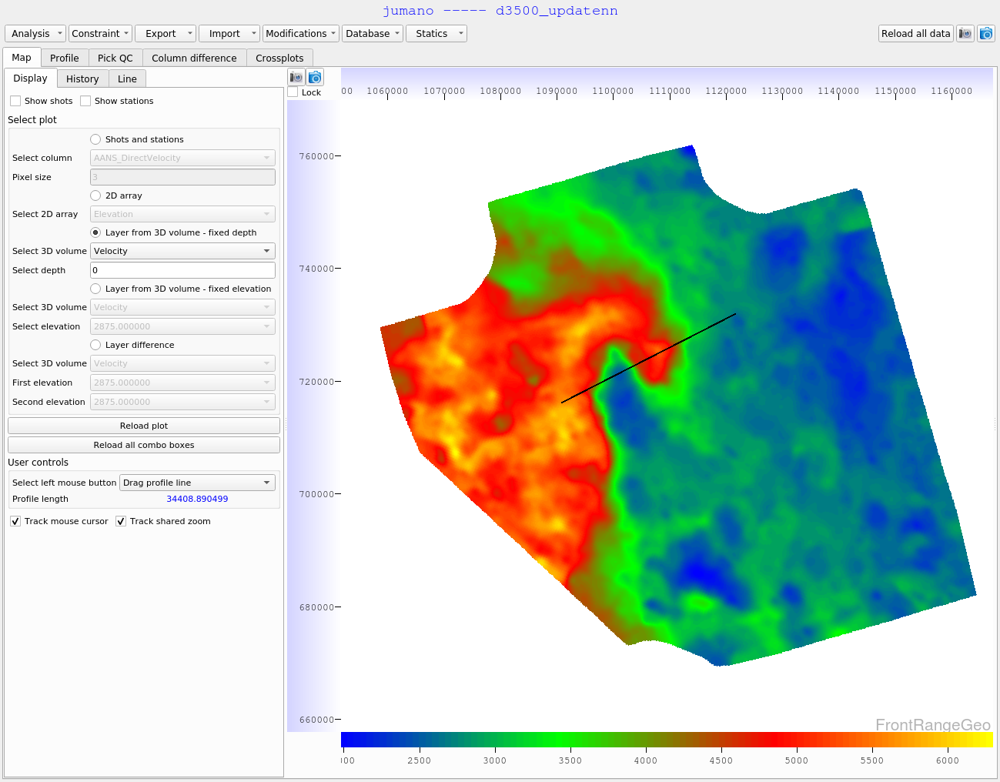 jumano ----- d3500_updatenn
Analysis Constraint Export Import Modifications Database Statics Reload all data
Map Profile Pick QC Column difference Crossplots
Display History Line
Lock
Show shots Show stations
Select plot
Shots and stations
Select column AANS_DirectVelocity
Pixel size 3
2D array
Select 2D array Elevation
Layer from 3D volume - fixed depth
Select 3D volume Velocity
Select depth 0
Layer from 3D volume - fixed elevation
Select 3D volume Velocity
Select elevation 2875.000000
Layer difference
Select 3D volume Velocity
First elevation 2875.000000
Second elevation 2875.000000
Reload plot
Reload all combo boxes
User controls
Select left mouse button Drag profile line
Profile length 34408.890499
Track mouse cursor Track shared zoom
00 1060000 1070000 1080000 1090000 1100000 1110000 1120000 1130000 1140000 1150000 1160000
760000
740000
720000
700000
680000
660000
FrontRangeGeo
00 2500 3000 3500 4000 4500 5000 5500 6000